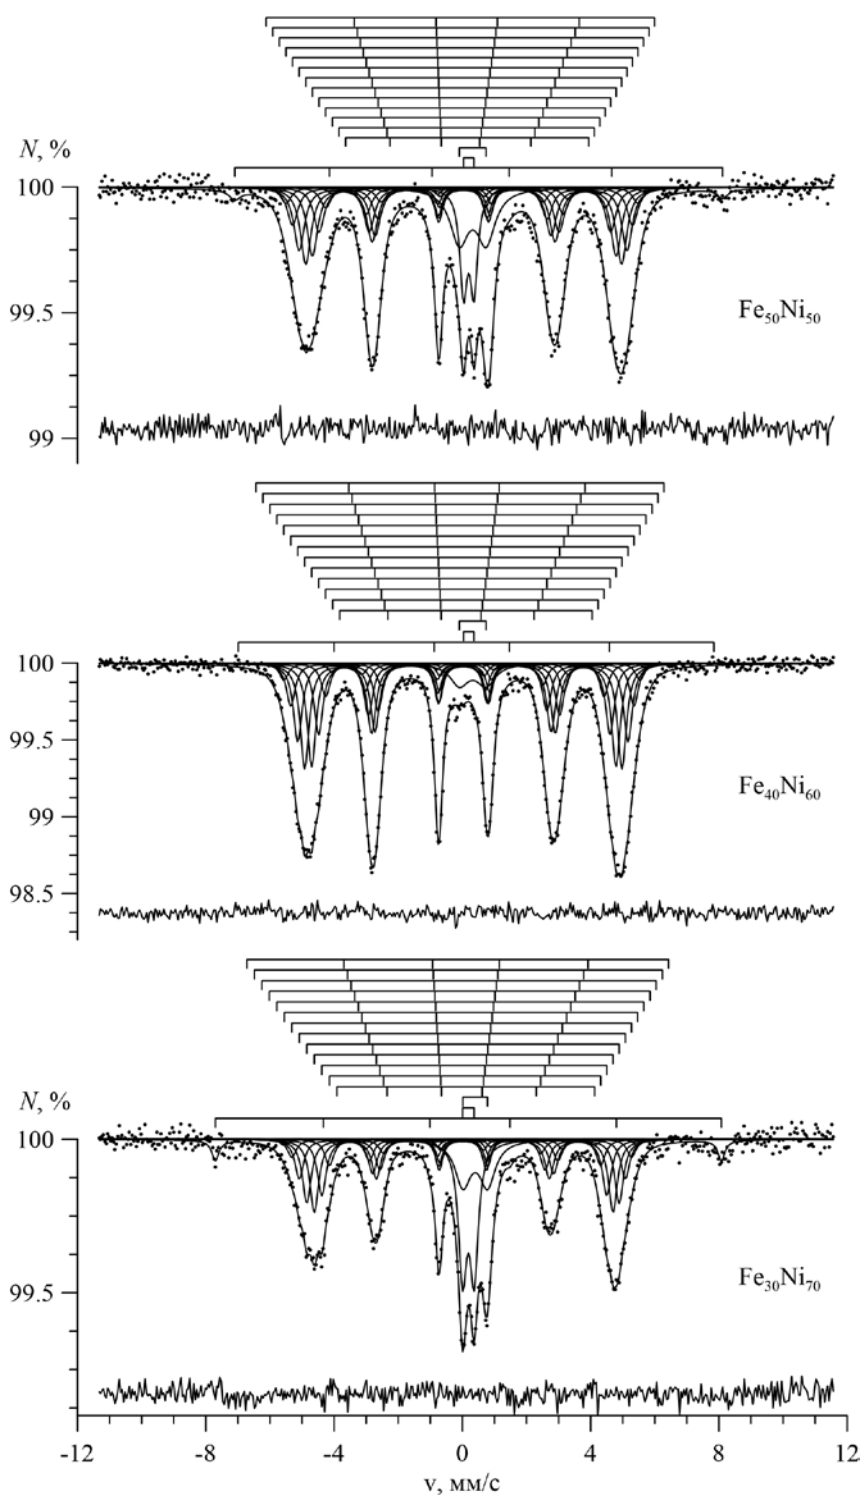 N, %
100
99.5
99
Fe₅₀Ni₅₀
100
99.5
99
98.5
Fe₄₀Ni₆₀
N, %
100
99.5
Fe₃₀Ni₇₀
-12 -8 -4 0 4 8 12
v, мм/с